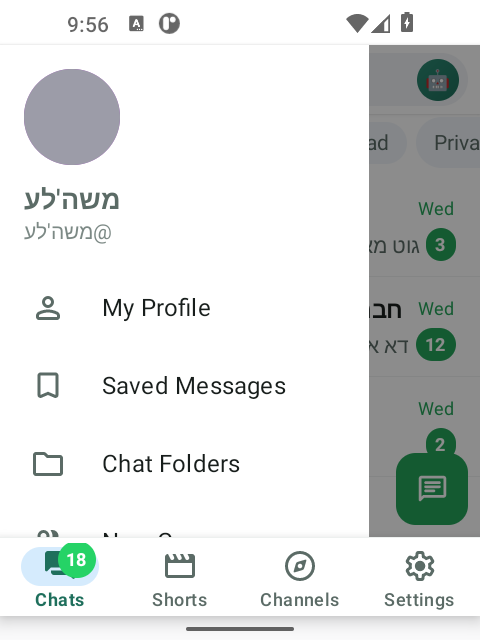 9:56
משה'לע
@משה'לע
My Profile
Saved Messages
Chat Folders
ad
Priva
Wed
גוט
3
Wed
חבר
דא
12
Wed
2
18
Chats
Shorts
Channels
Settings